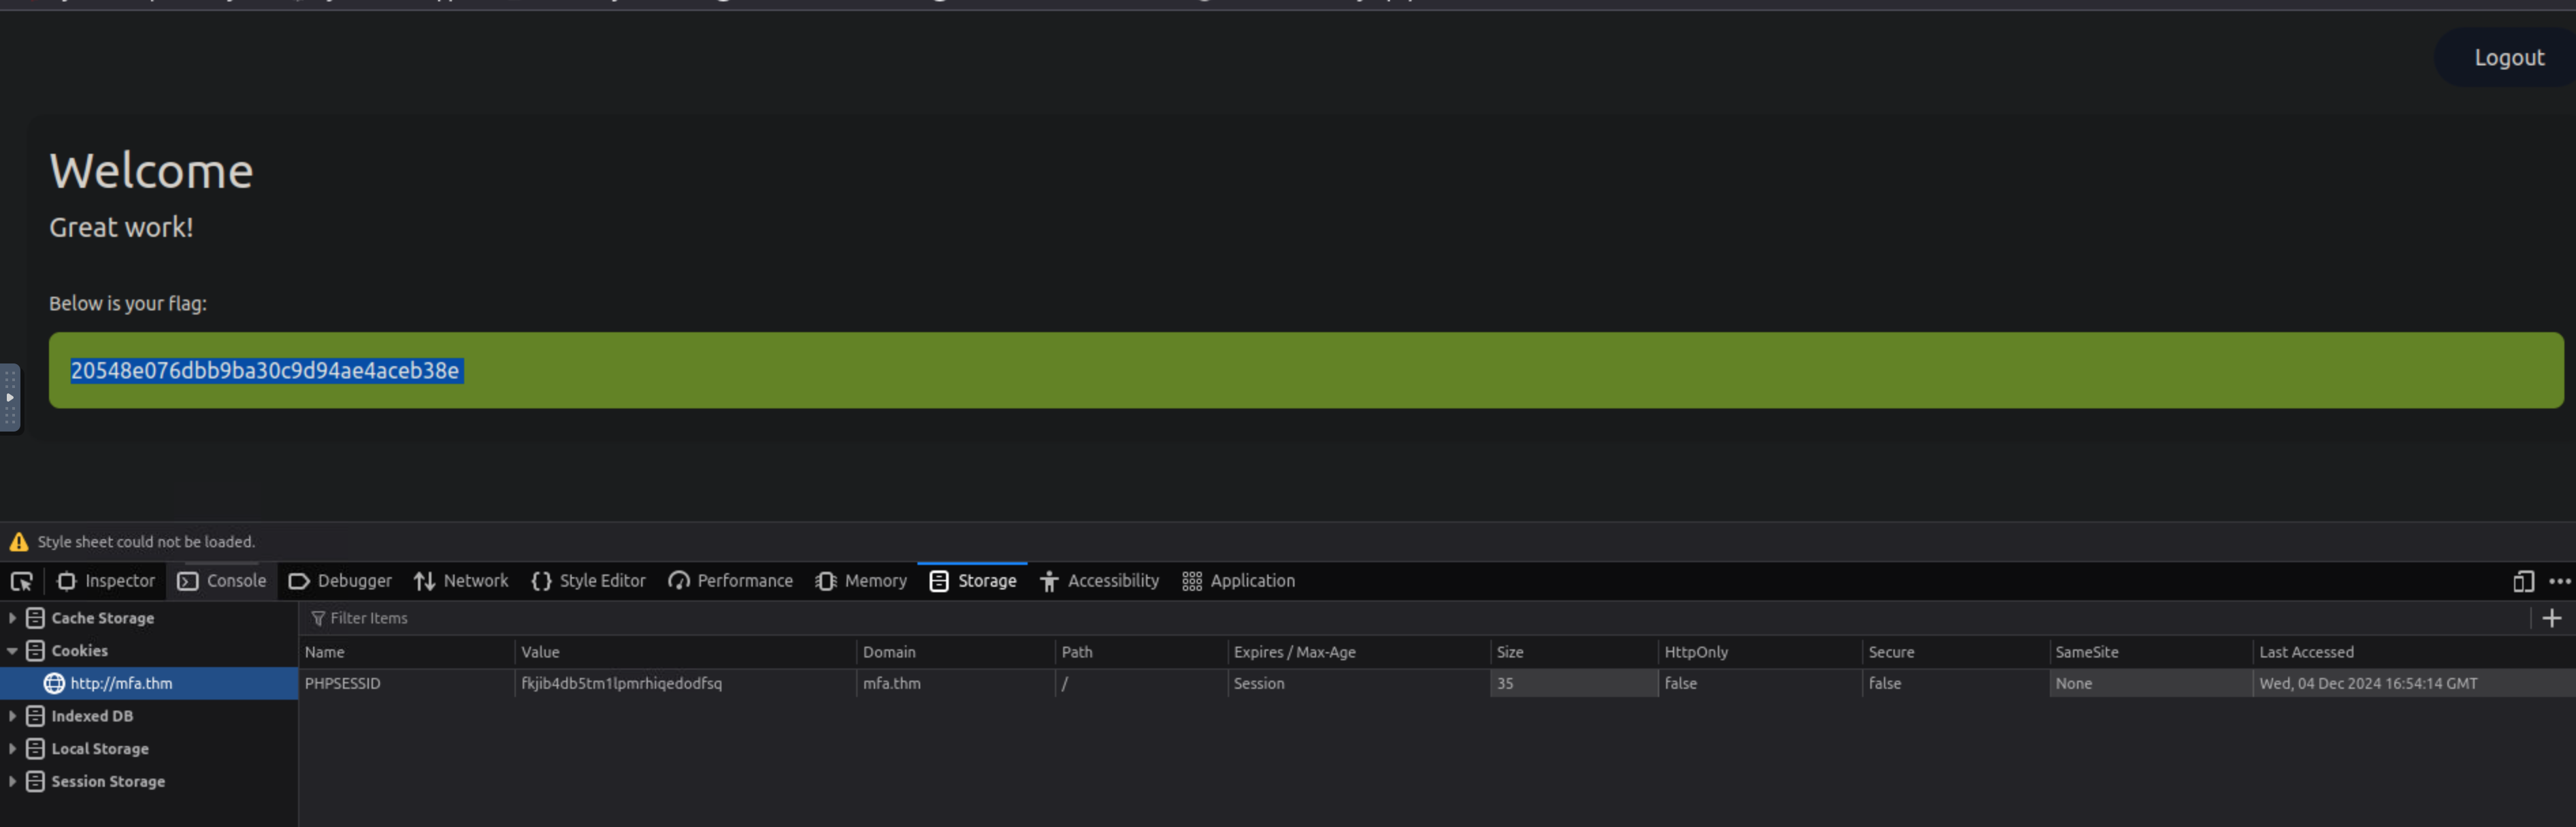 Logout
Welcome
Great work!
Below is your flag:
20548e076dbb9ba30c9d94ae4aceb38e
Style sheet could not be loaded.
Inspector Console Debugger Network Style Editor Performance Memory Storage Accessibility Application
Cache Storage
Filter Items
Cookies
Name Value Domain Path Expires / Max-Age Size HttpOnly Secure SameSite Last Accessed
http://mfa.thm
PHPSESSID fkjib4db5tm1lpmrhiqedodfsq mfa.thm / Session 35 false false None Wed, 04 Dec 2024 16:54:14 GMT
Indexed DB
Local Storage
Session Storage